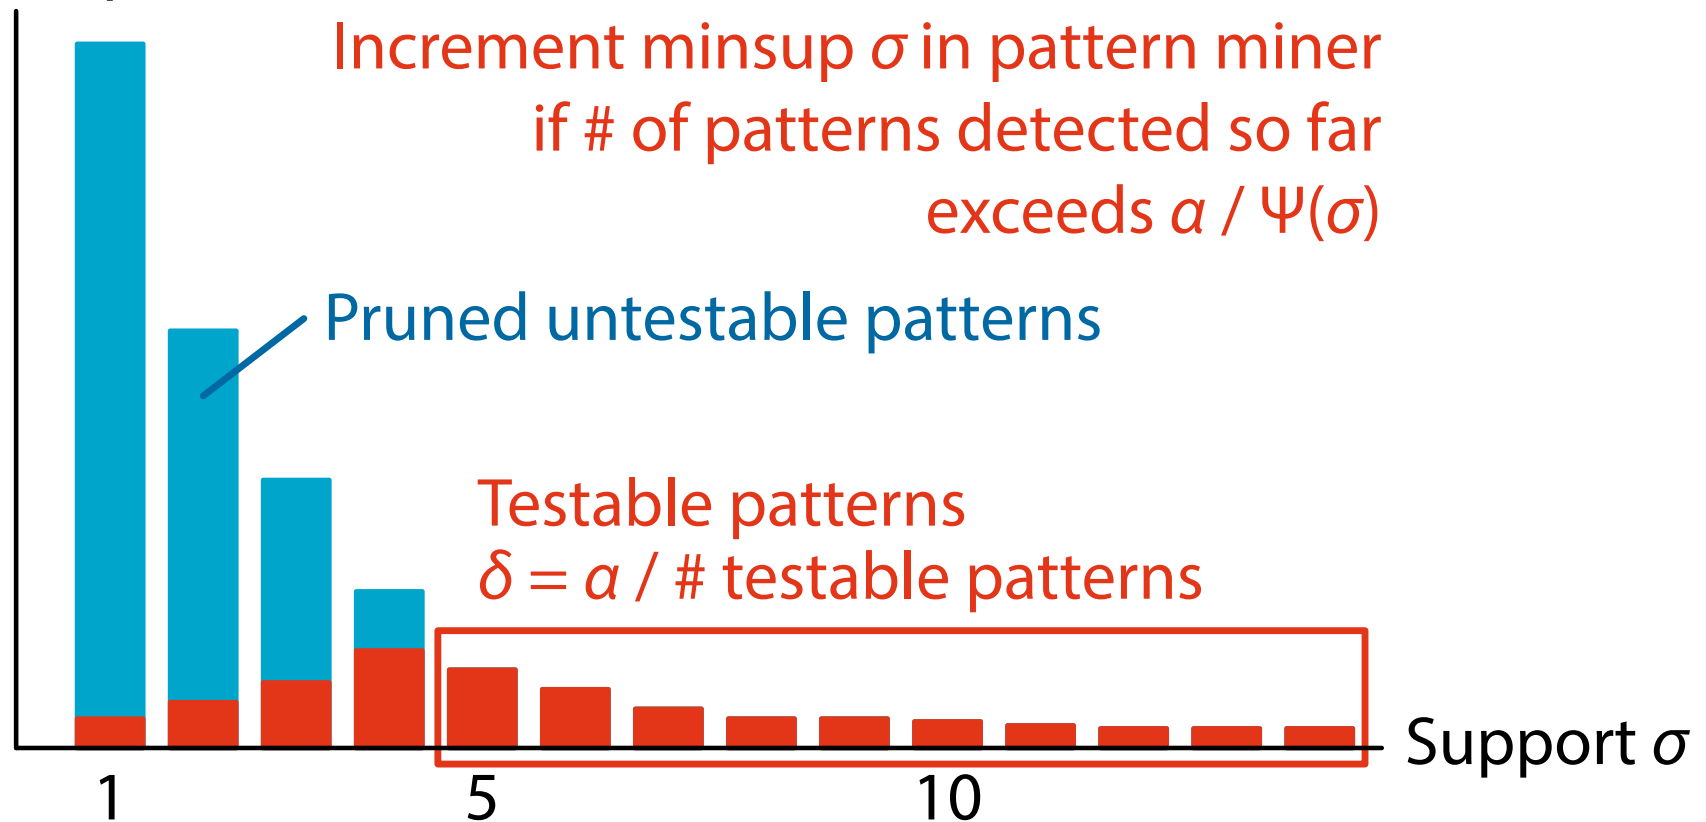 Increment minsup σ in pattern miner
if # of patterns detected so far
exceeds α / Ψ(σ)
Pruned untestable patterns
Testable patterns
δ = α / # testable patterns
Support σ
1 5 10